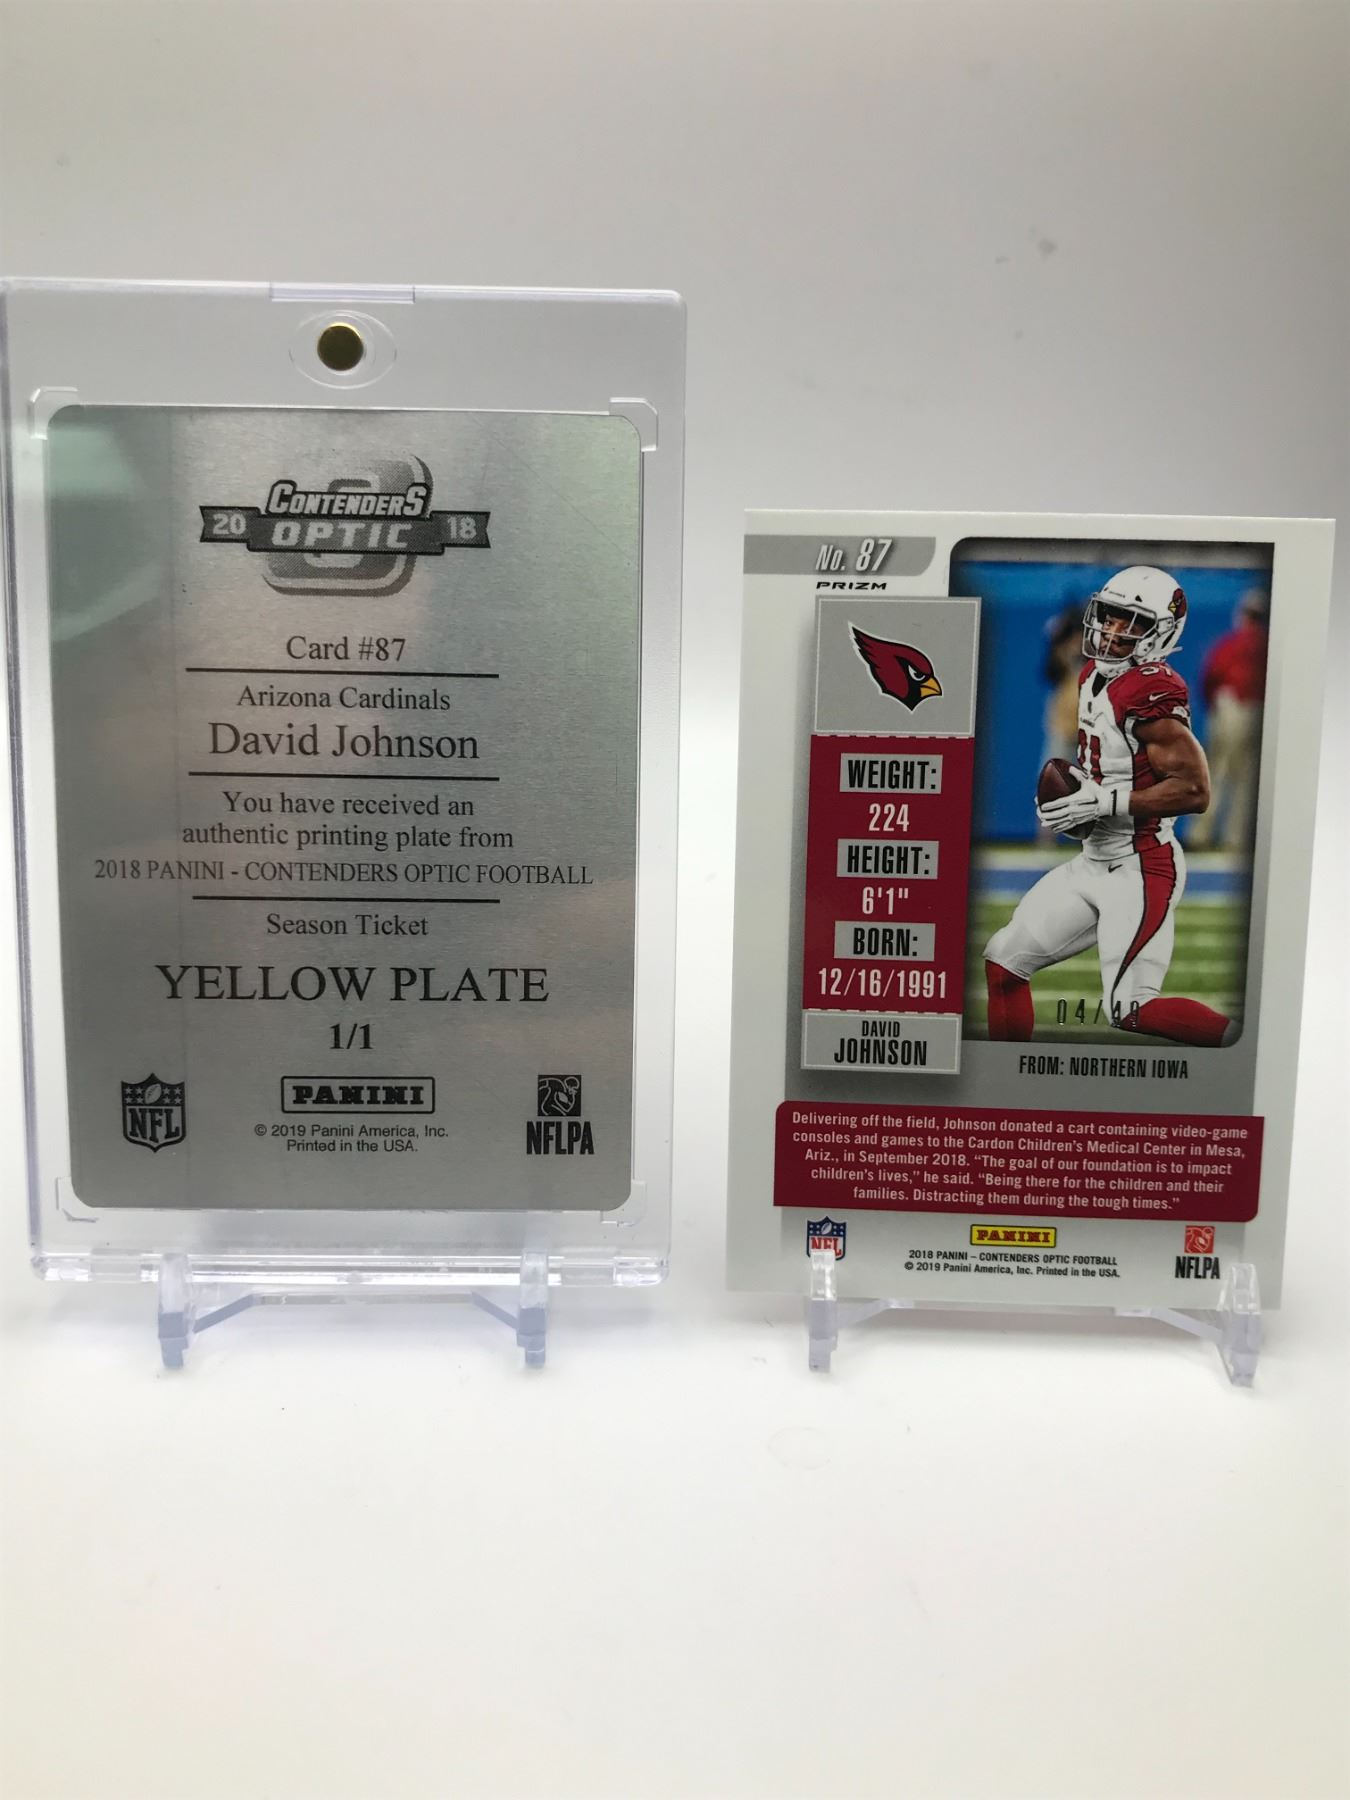 20 CONTENDERS 18
OPTIC
Card #87
Arizona Cardinals
David Johnson
You have received an
authentic printing plate from
2018 PANINI - CONTENDERS OPTIC FOOTBALL
Season Ticket
YELLOW PLATE
1/1
NFL
PANINI
© 2019 Panini America, Inc.
Printed in the USA.
NFLPA
No. 87
PRIZM
WEIGHT:
224
HEIGHT:
6'1"
BORN:
12/16/1991
DAVID
JOHNSON
31
04/49
FROM: NORTHERN IOWA
Delivering off the field, Johnson donated a cart containing video-game
consoles and games to the Cardon Children's Medical Center in Mesa,
Ariz., in September 2018. “The goal of our foundation is to impact
children's lives,” he said. “Being there for the children and their
families. Distracting them during the tough times.”
NFL
PANINI
2018 PANINI – CONTENDERS OPTIC FOOTBALL
© 2019 Panini America, Inc. Printed in the USA.
NFLPA